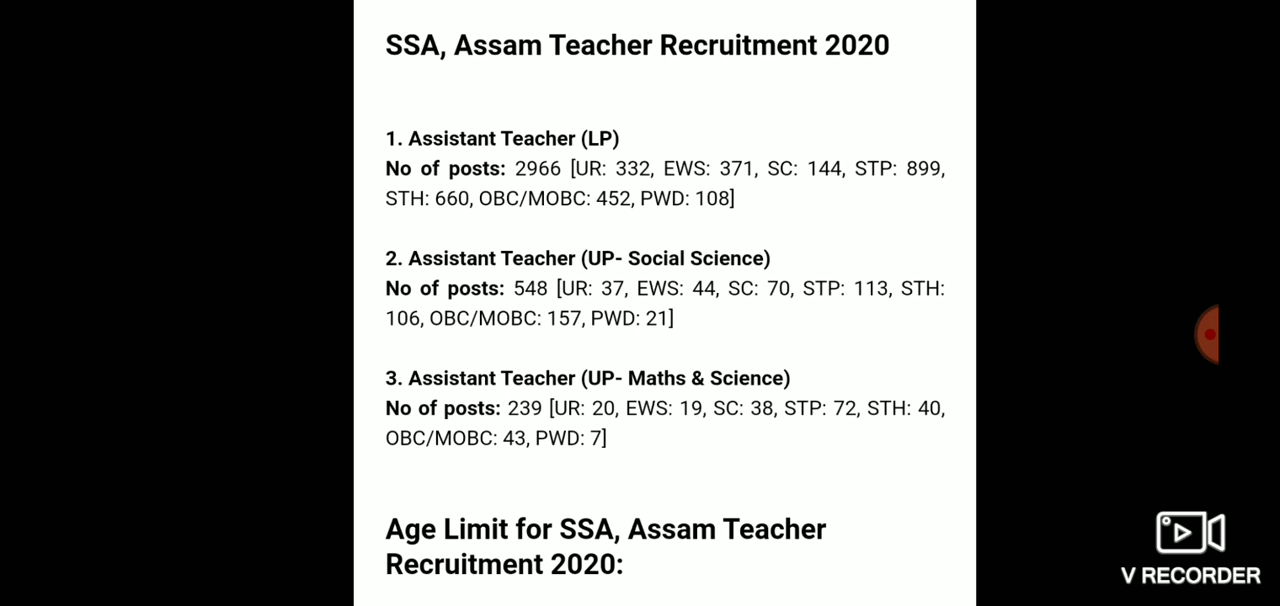 SSA, Assam Teacher Recruitment 2020
1. Assistant Teacher (LP)
No of posts: 2966 [UR: 332, EWS: 371, SC: 144, STP: 899,
STH: 660, OBC/MOBC: 452, PWD: 108]
2. Assistant Teacher (UP- Social Science)
No of posts: 548 [UR: 37, EWS: 44, SC: 70, STP: 113, STH:
106, OBC/MOBC: 157, PWD: 21]
3. Assistant Teacher (UP- Maths & Science)
No of posts: 239 [UR: 20, EWS: 19, SC: 38, STP: 72, STH: 40,
OBC/MOBC: 43, PWD: 7]
Age Limit for SSA, Assam Teacher
Recruitment 2020:
V RECORDER